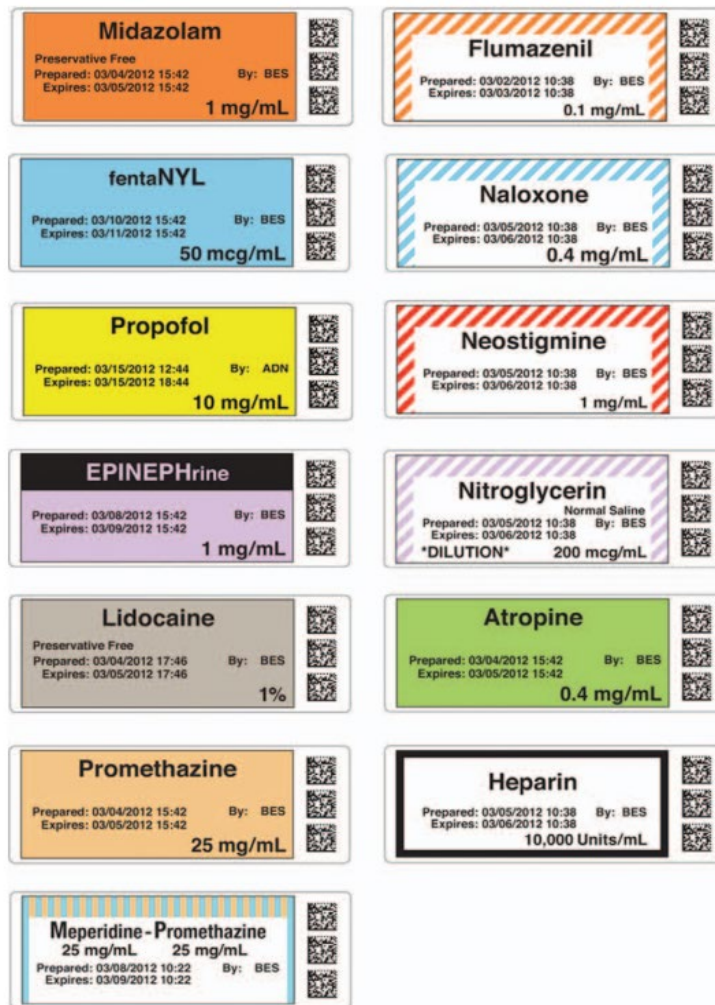 Midazolam
Preservative Free
Prepared: 03/04/2012 15:42 By: BES
Expires: 03/05/2012 15:42
1 mg/mL
Flumazenil
Prepared: 03/02/2012 10:38 By: BES
Expires: 03/03/2012 10:38
0.1 mg/mL
fentaNYL
Prepared: 03/10/2012 15:42 By: BES
Expires: 03/11/2012 15:42
50 mcg/mL
Naloxone
Prepared: 03/05/2012 10:38 By: BES
Expires: 03/06/2012 10:38
0.4 mg/mL
Propofol
Prepared: 03/15/2012 12:44 By: ADN
Expires: 03/15/2012 18:44
10 mg/mL
Neostigmine
Prepared: 03/05/2012 10:38 By: BES
Expires: 03/06/2012 10:38
1 mg/mL
EPINEPHrine
Prepared: 03/08/2012 15:42 By: BES
Expires: 03/09/2012 15:42
1 mg/mL
Nitroglycerin
Normal Saline
Prepared: 03/05/2012 10:38 By: BES
Expires: 03/06/2012 10:38
*DILUTION* 200 mcg/mL
Lidocaine
Preservative Free
Prepared: 03/04/2012 17:46 By: BES
Expires: 03/05/2012 17:46
1%
Atropine
Prepared: 03/04/2012 15:42 By: BES
Expires: 03/05/2012 15:42
0.4 mg/mL
Promethazine
Prepared: 03/04/2012 15:42 By: BES
Expires: 03/05/2012 15:42
25 mg/mL
Heparin
Prepared: 03/05/2012 10:38 By: BES
Expires: 03/06/2012 10:38
10,000 Units/mL
Meperidine-Promethazine
25 mg/mL 25 mg/mL
Prepared: 03/08/2012 10:22 By: BES
Expires: 03/09/2012 10:22